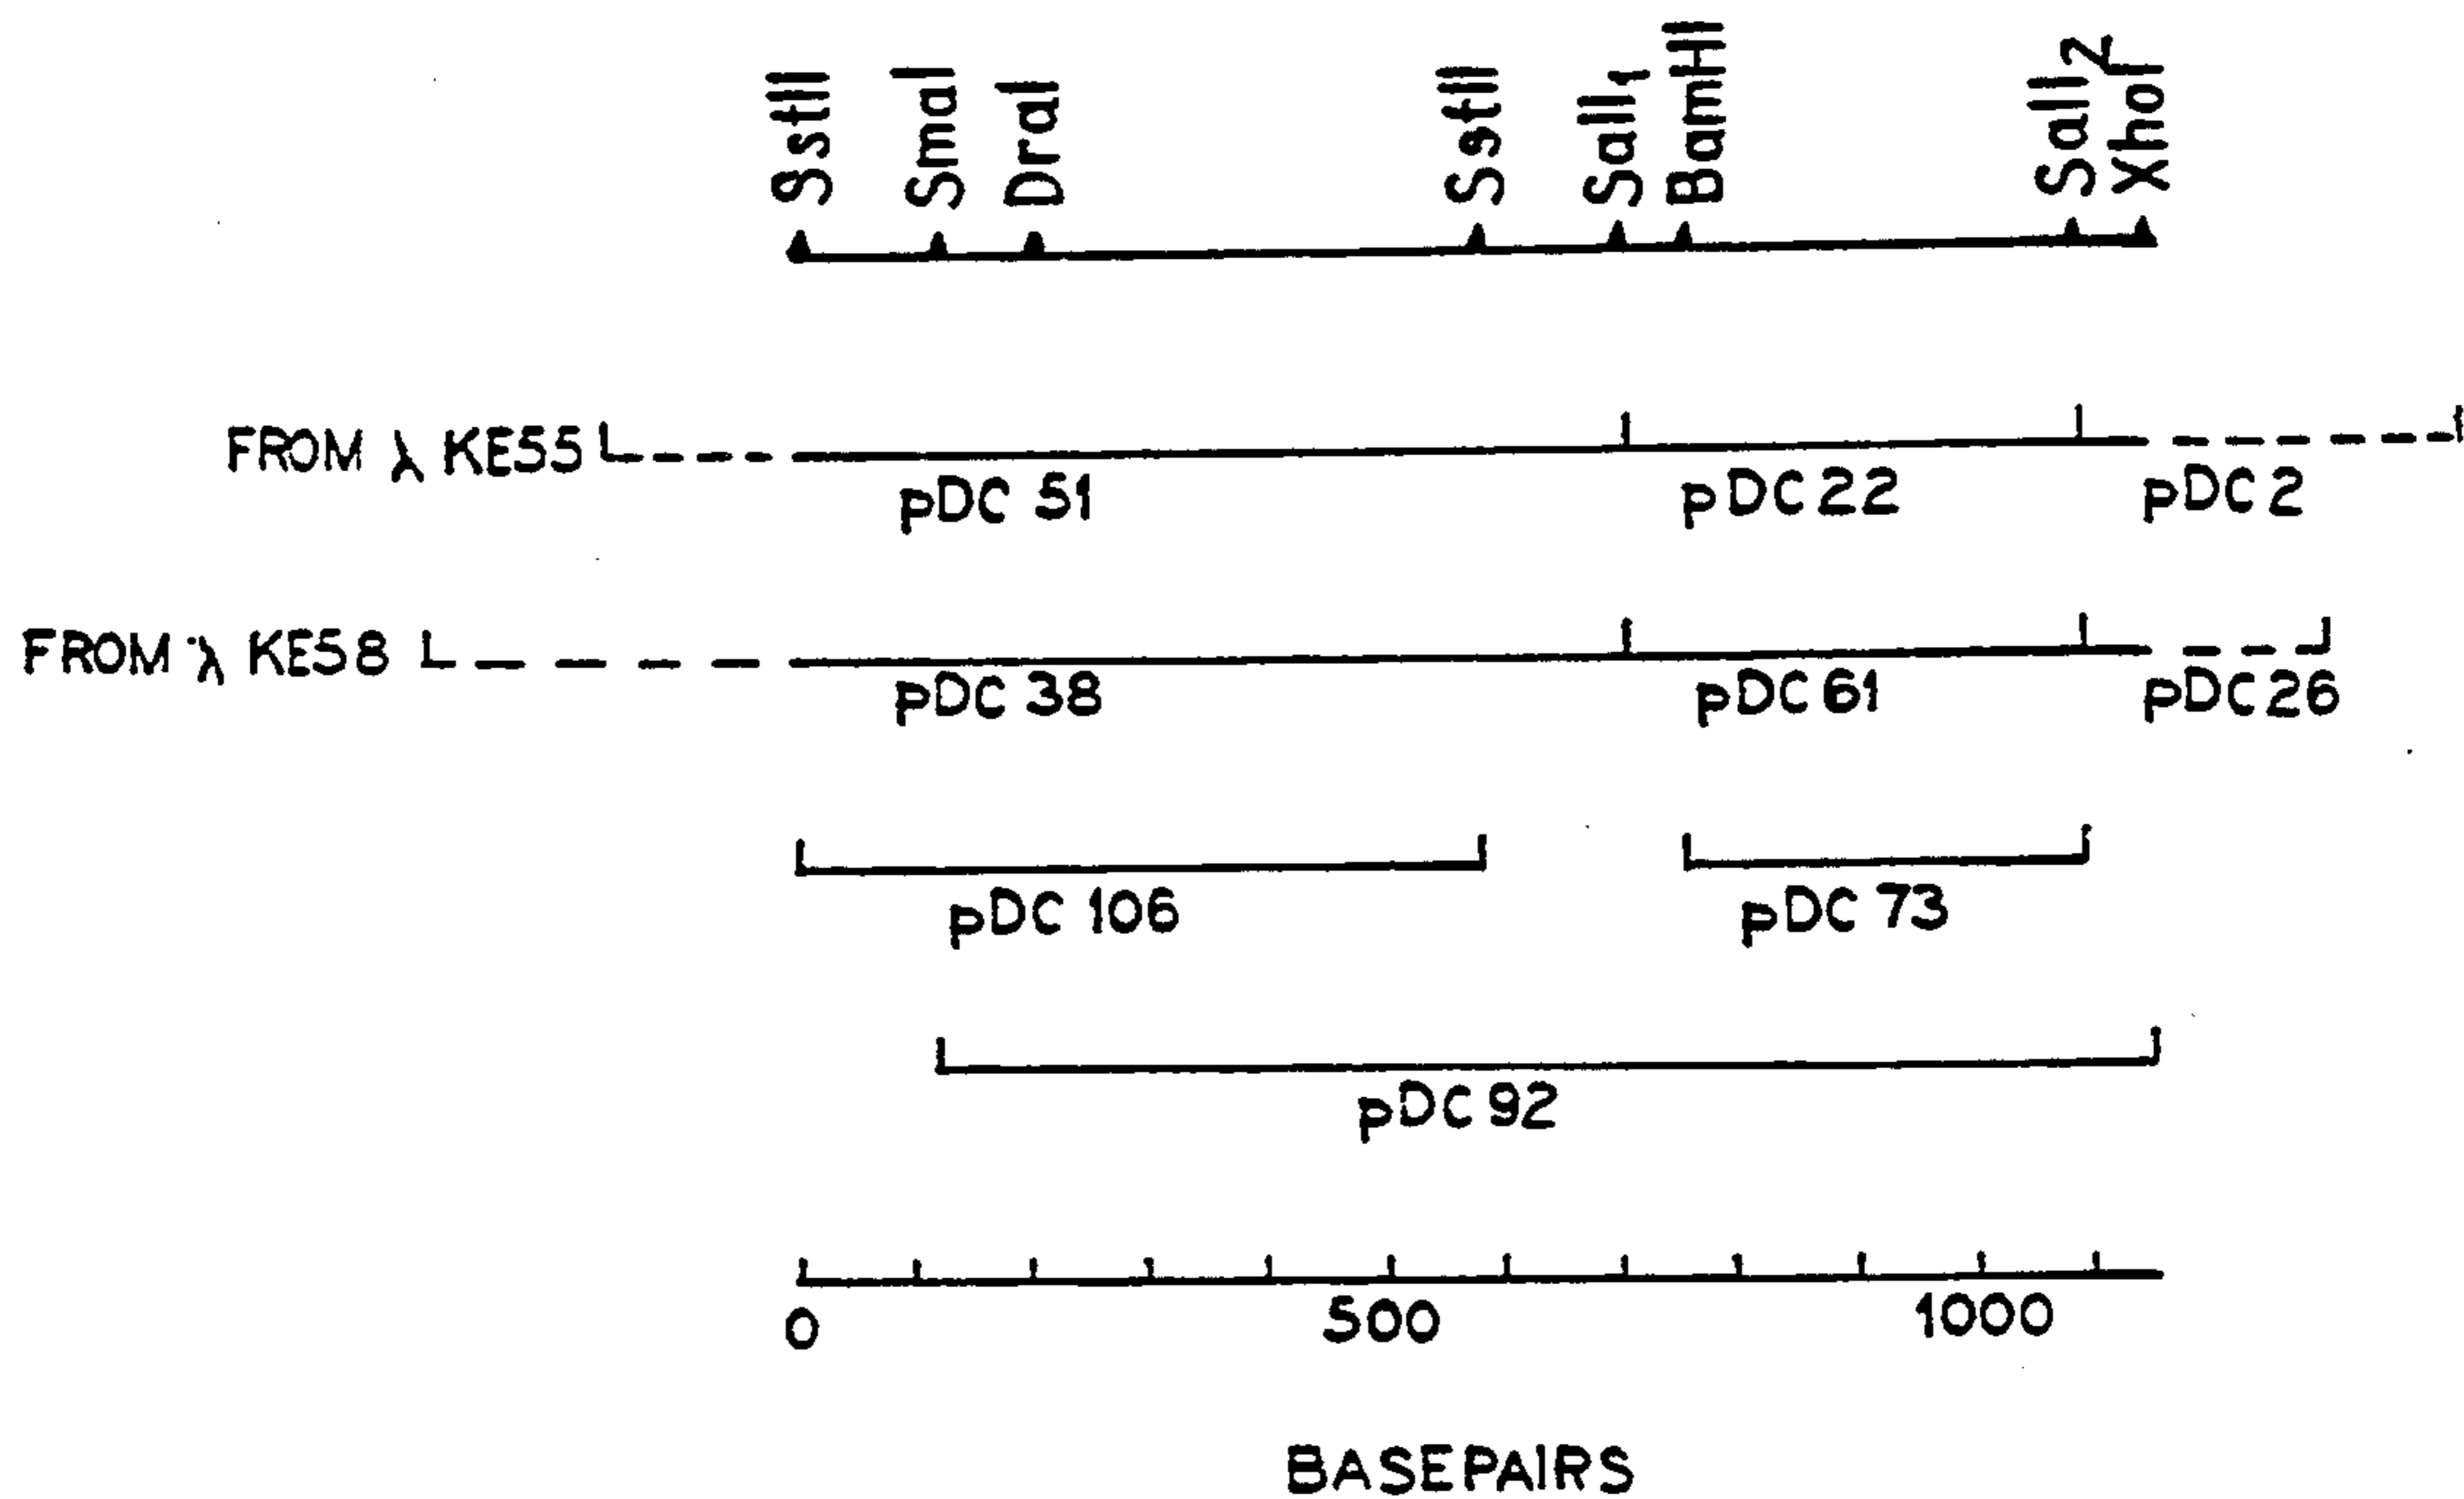 SstII SmaI DraI SstII SalI1 BamHI SalI2 XhoI
FROM λ KE55
pDC 51 pDC 22 pDC 2
FROM λ KE58
pDC 38 pDC 61 pDC 26
pDC 106 pDC 73
pDC 92
0 500 1000
BASEPAIRS